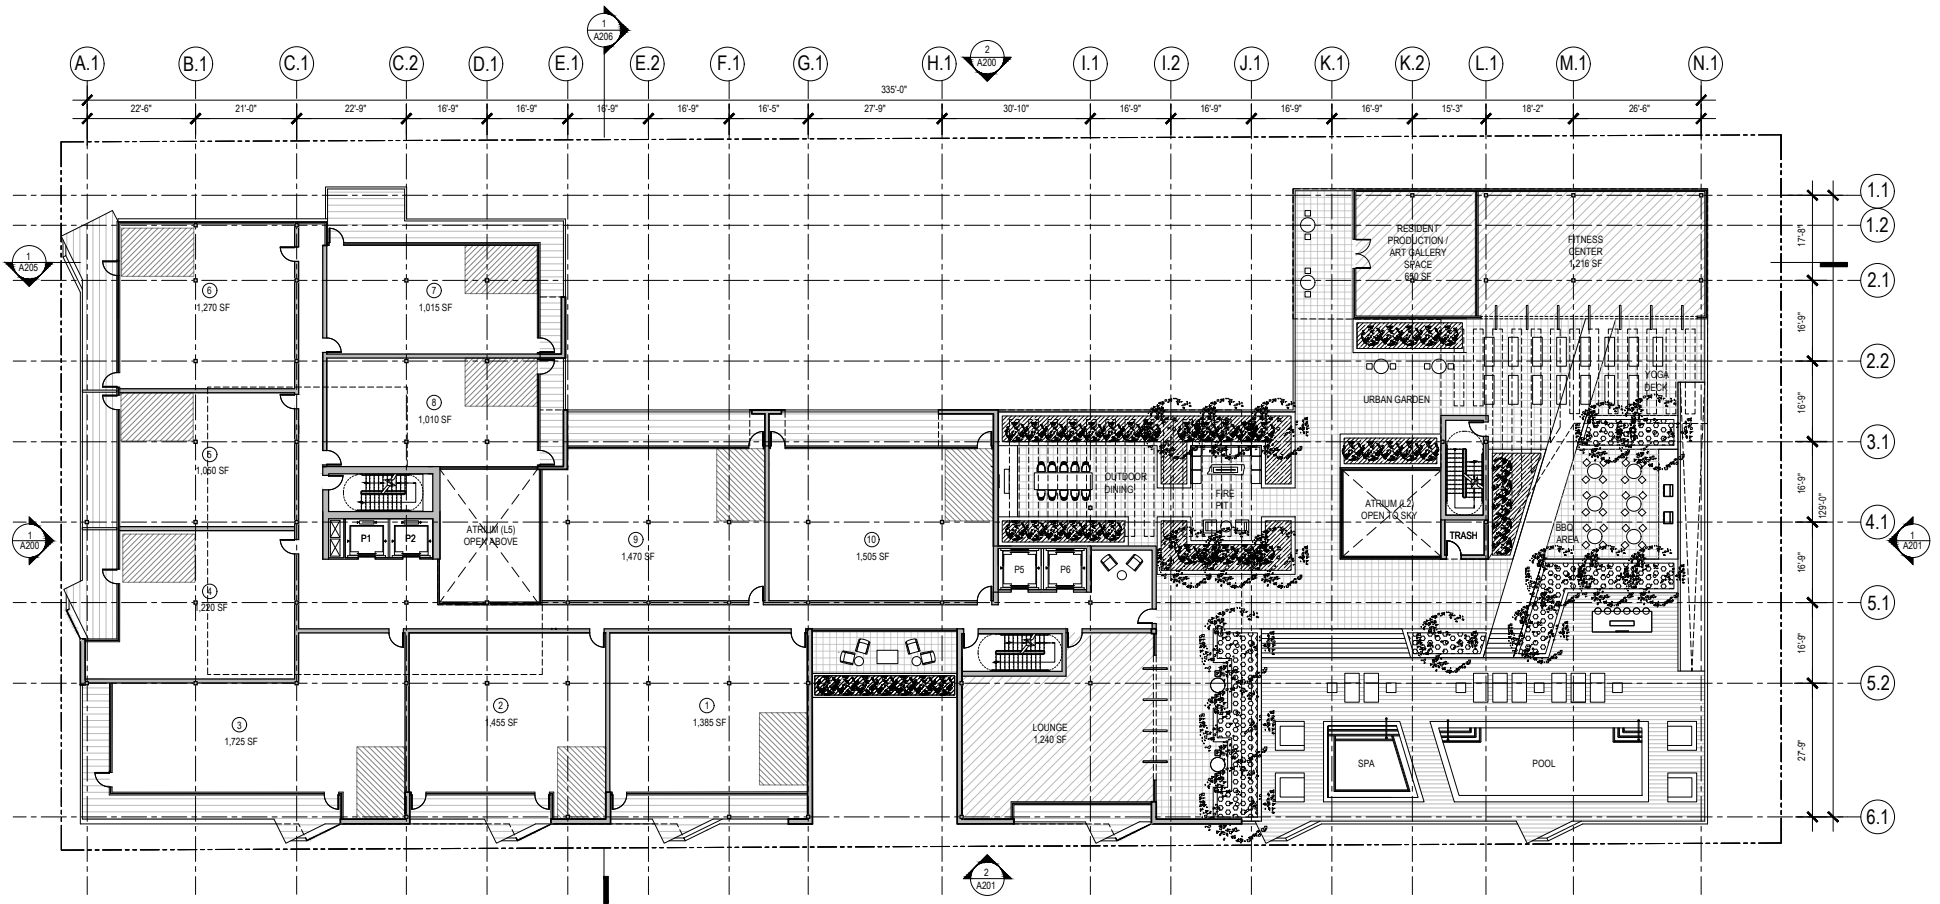 1
A206
2
A200
A.1
B.1
C.1
C.2
D.1
E.1
E.2
F.1
G.1
H.1
I.1
I.2
J.1
K.1
K.2
L.1
M.1
N.1
335'-0"
22'-6"
21'-0"
22'-9"
16'-9"
16'-9"
16'-9"
16'-9"
16'-5"
27'-9"
30'-10"
16'-9"
16'-9"
16'-9"
16'-9"
15'-3"
18'-2"
26'-6"
1.1
1.2
2.1
2.2
3.1
4.1
5.1
5.2
6.1
17'-8"
16'-9"
16'-9"
16'-9"
16'-9"
16'-9"
27'-9"
129'-0"
1
A205
1
A200
1
A201
2
A201
6
1,270 SF
7
1,015 SF
5
1,060 SF
8
1,010 SF
4
1,220 SF
P1
P2
ATRIUM (L5)
OPEN ABOVE
9
1,470 SF
10
1,505 SF
3
1,725 SF
2
1,455 SF
1
1,385 SF
LOUNGE
1,240 SF
P5
P6
OUTDOOR
DINING
FIRE
PIT
RESIDENT
PRODUCTION /
ART GALLERY
SPACE
650 SF
FITNESS
CENTER
1,216 SF
YOGA
DECK
URBAN GARDEN
ATRIUM (L2)
OPEN TO SKY
TRASH
BBQ
AREA
SPA
POOL